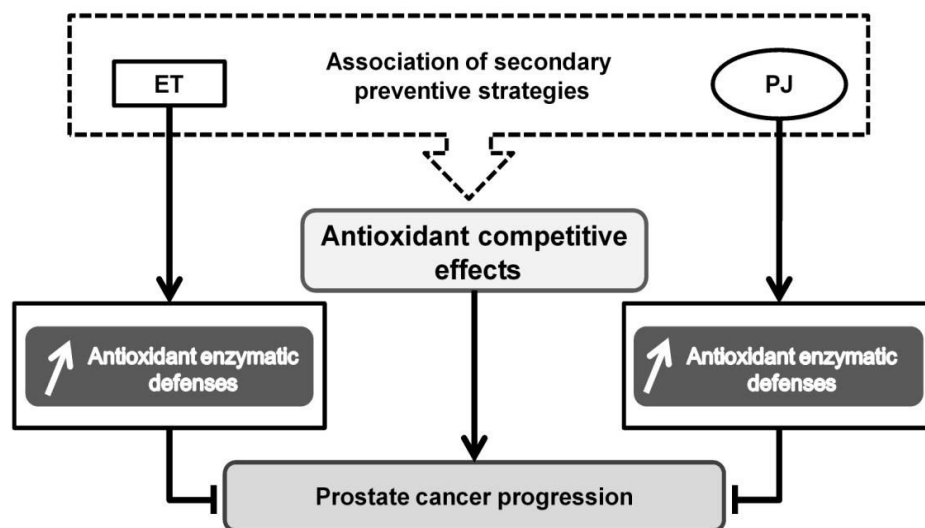 Association of secondary
preventive strategies
ET
PJ
Antioxidant competitive
effects
Antioxidant enzymatic
defenses
Antioxidant enzymatic
defenses
Prostate cancer progression